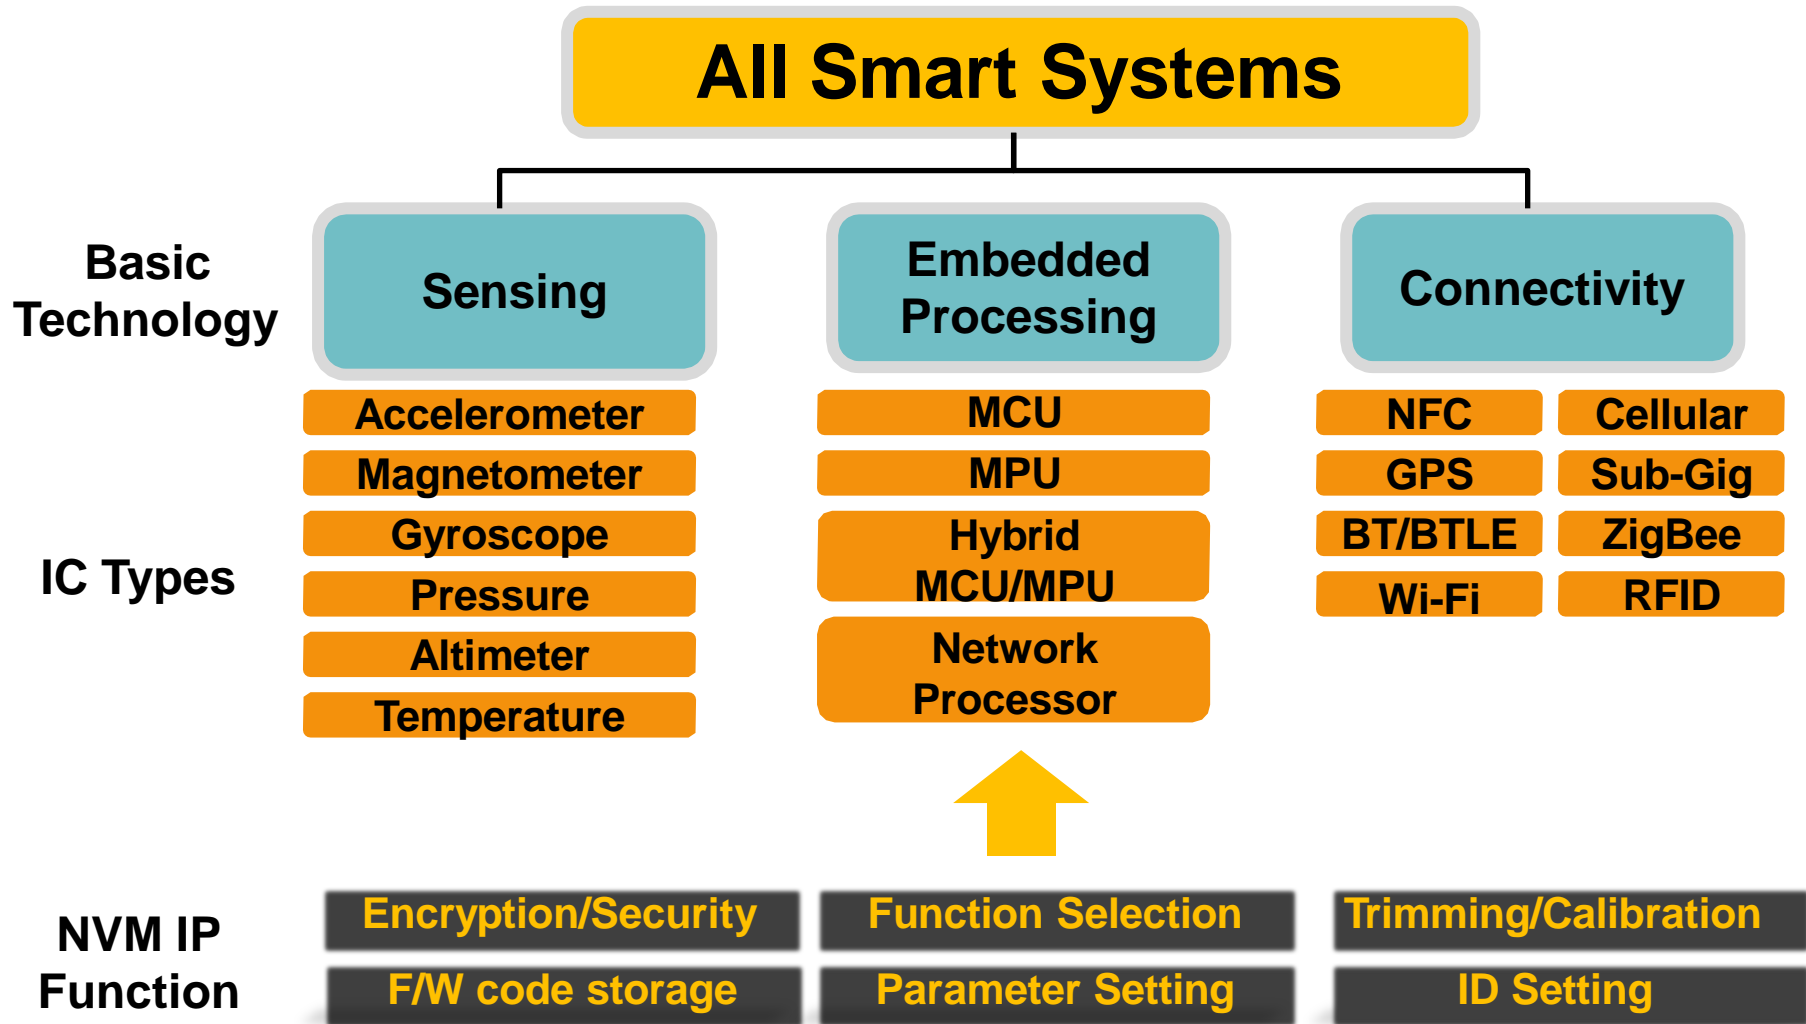 All Smart Systems
Basic
Technology
Sensing
Embedded
Processing
Connectivity
IC Types
Accelerometer
Magnetometer
Gyroscope
Pressure
Altimeter
Temperature
MCU
MPU
Hybrid
MCU/MPU
Network
Processor
NFC
Cellular
GPS
Sub-Gig
BT/BTLE
ZigBee
Wi-Fi
RFID
NVM IP
Function
Encryption/Security
Function Selection
Trimming/Calibration
F/W code storage
Parameter Setting
ID Setting